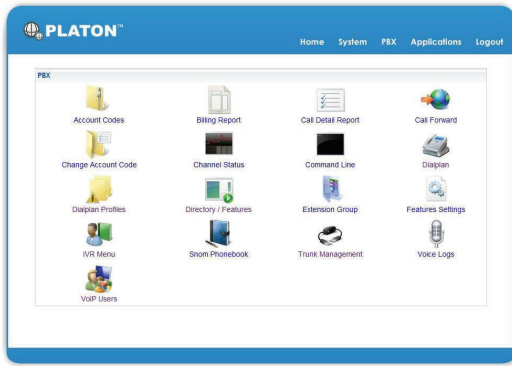 PLATON™
Home System PBX Applications Logout
PBX
Account Codes Billing Report Call Detail Report Call Forward
Change Account Code Channel Status Command Line Dialplan
Dialplan Profiles Directory / Features Extension Group Features Settings
IVR Menu Snom Phonebook Trunk Management Voice Logs
VoIP Users